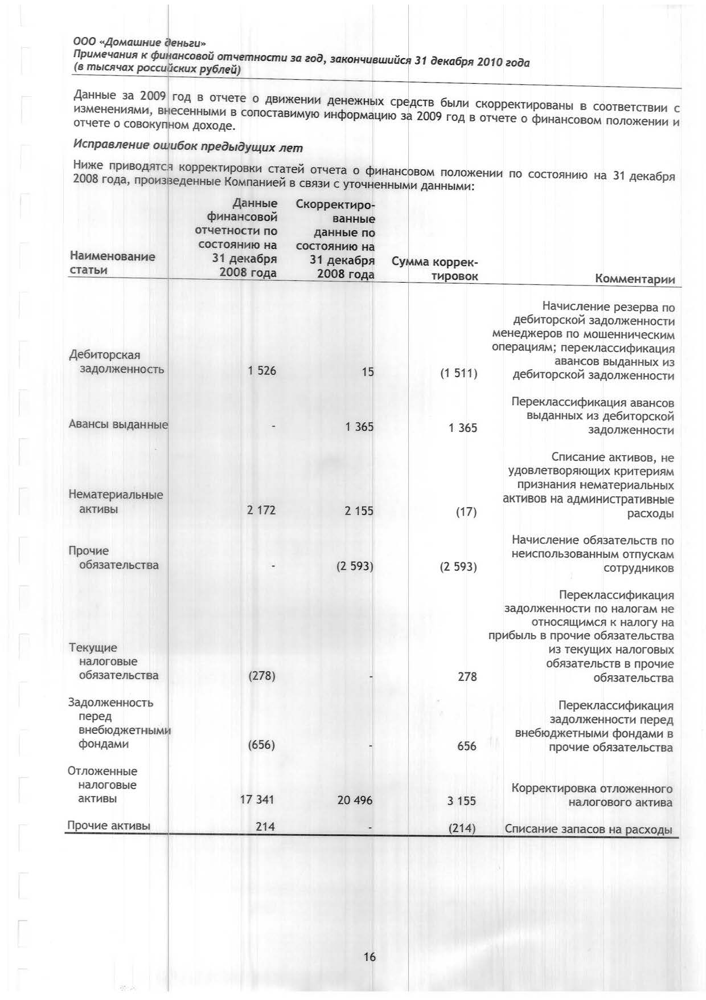 ООО «Домашние деньги»
Примечания к финансовой отчетности за год, закончившийся 31 декабря 2010 года
(в тысячах российских рублей)
Данные за 2009 год в отчете о движении денежных средств были скорректированы в соответствии с
изменениями, внесенными в сопоставимую информацию за 2009 год в отчете о финансовом положении и
отчете о совокупном доходе.
Исправление ошибок предыдущих лет
Ниже приводятся корректировки статей отчета о финансовом положении по состоянию на 31 декабря
2008 года, произведенные Компанией в связи с уточненными данными:
Наименование
статьи
Данные
финансовой
отчетности по
состоянию на
31 декабря
2008 года
Скорректиро-
ванные
данные по
состоянию на
31 декабря
2008 года
Сумма коррек-
тировок
Комментарии
Дебиторская
задолженность
1 526
15
(1 511)
Начисление резерва по
дебиторской задолженности
менеджеров по мошенническим
операциям; переклассификация
авансов выданных из
дебиторской задолженности
Авансы выданные
-
1 365
1 365
Переклассификация авансов
выданных из дебиторской
задолженности
Нематериальные
активы
2 172
2 155
(17)
Списание активов, не
удовлетворяющих критериям
признания нематериальных
активов на административные
расходы
Прочие
обязательства
-
(2 593)
(2 593)
Начисление обязательств по
неиспользованным отпускам
сотрудников
Текущие
налоговые
обязательства
(278)
-
278
Переклассификация
задолженности по налогам не
относящимся к налогу на
прибыль в прочие обязательства
из текущих налоговых
обязательств в прочие
обязательства
Задолженность
перед
внебюджетными
фондами
(656)
-
656
Переклассификация
задолженности перед
внебюджетными фондами в
прочие обязательства
Отложенные
налоговые
активы
17 341
20 496
3 155
Корректировка отложенного
налогового актива
Прочие активы
214
-
(214)
Списание запасов на расходы
16